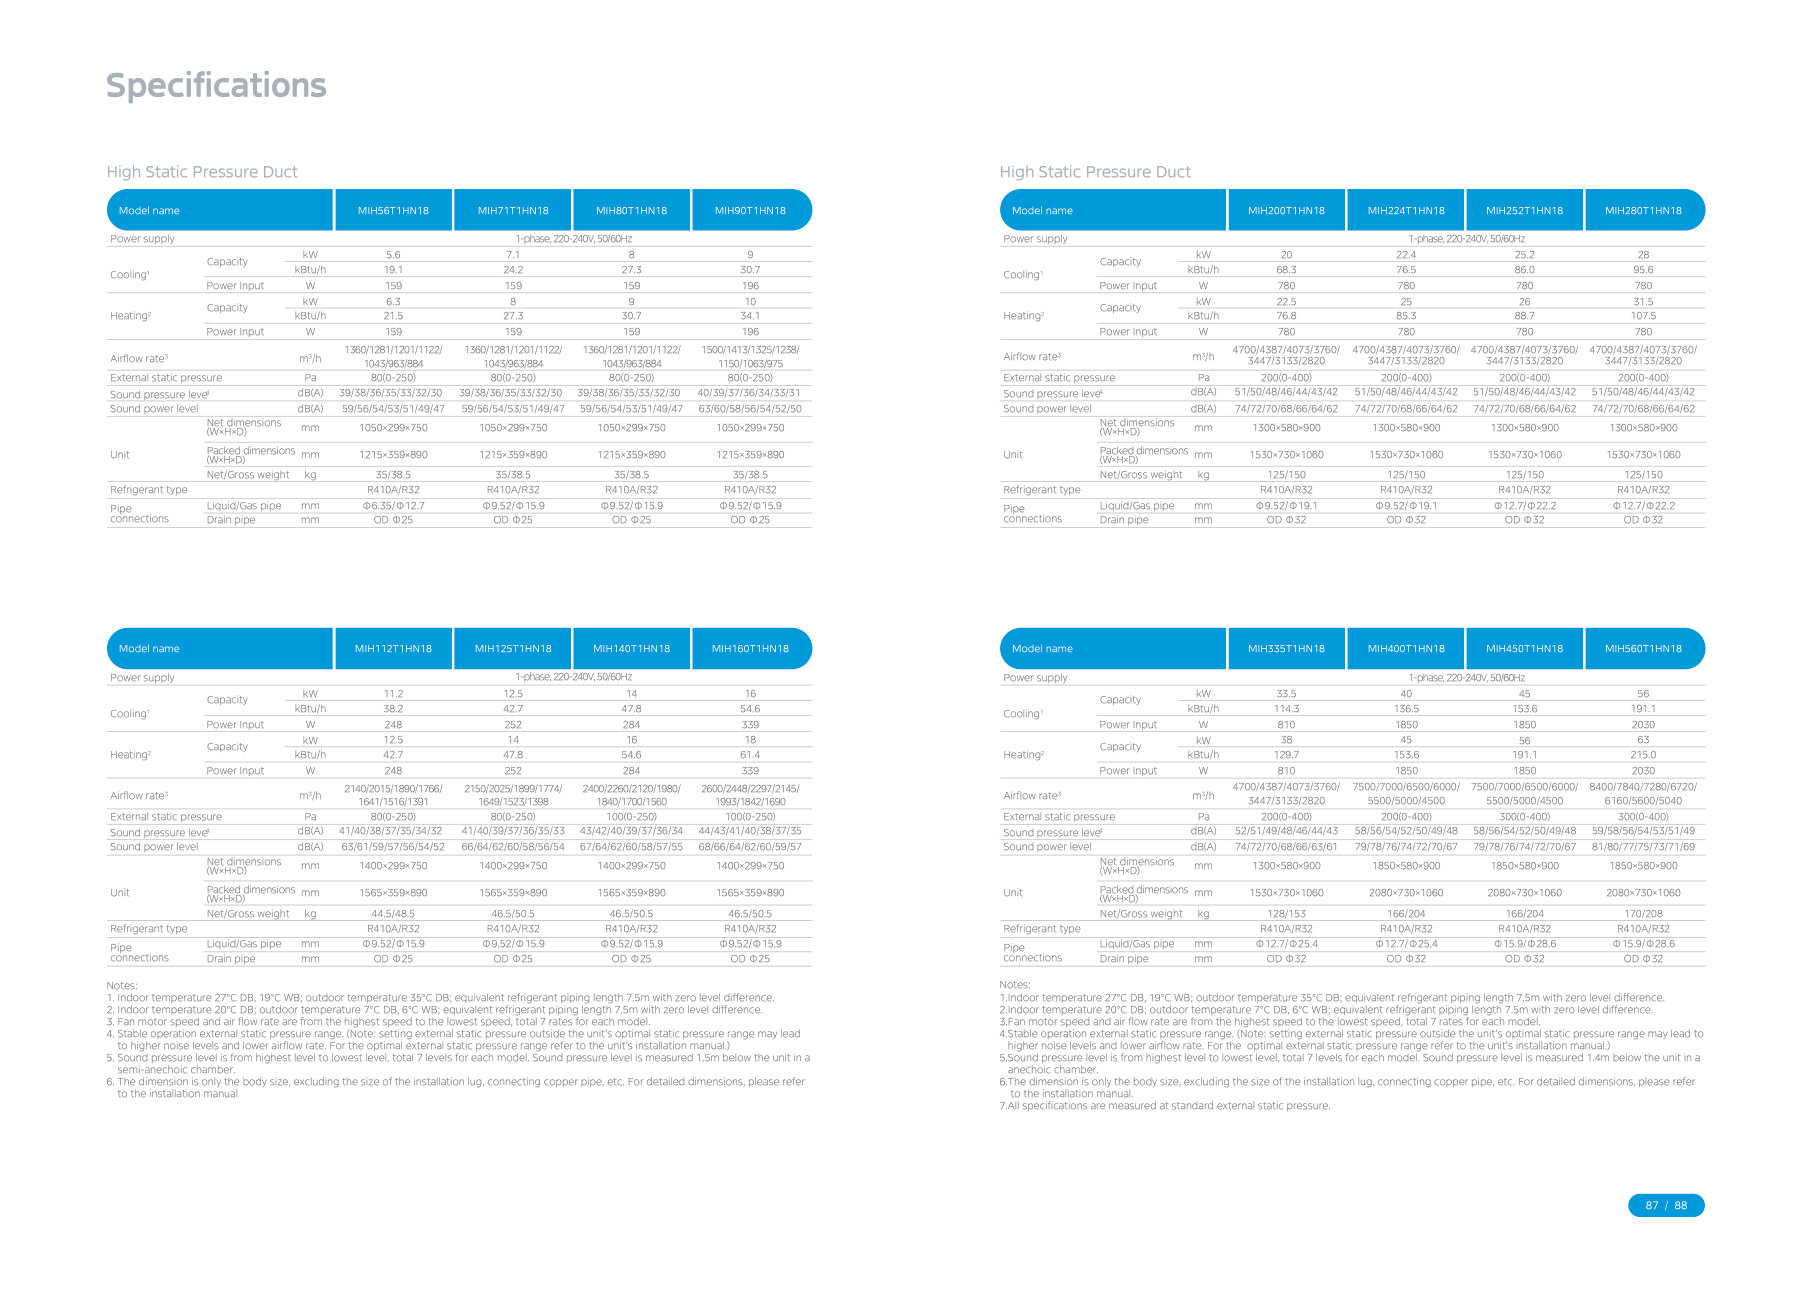 Specifications
High Static Pressure Duct
Model name MIH56T1HN18 MIH71T1HN18 MIH80T1HN18 MIH90T1HN18
Power supply 1-phase, 220-240V, 50/60Hz
Cooling¹ Capacity kW 5.6 7.1 8 9
kBtu/h 19.1 24.2 27.3 30.7
Power Input W 159 159 159 196
Heating² Capacity kW 6.3 8 9 10
kBtu/h 21.5 27.3 30.7 34.1
Power Input W 159 159 159 196
Airflow rate³ m³/h 1360/1281/1201/1122/ 1360/1281/1201/1122/ 1360/1281/1201/1122/ 1500/1413/1325/1238/
1043/963/884 1043/963/884 1043/963/884 1150/1063/975
External static pressure Pa 80(0-250) 80(0-250) 80(0-250) 80(0-250)
Sound pressure level dB(A) 39/38/36/35/33/32/30 39/38/36/35/33/32/30 39/38/36/35/33/32/30 40/39/37/36/34/33/31
Sound power level dB(A) 59/56/54/53/51/49/47 59/56/54/53/51/49/47 59/56/54/53/51/49/47 63/60/58/56/54/52/50
Unit Net dimensions (W×H×D) mm 1050×299×750 1050×299×750 1050×299×750 1050×299×750
Packed dimensions (W×H×D) mm 1215×359×890 1215×359×890 1215×359×890 1215×359×890
Net/Gross weight kg 35/38.5 35/38.5 35/38.5 35/38.5
Refrigerant type R410A/R32 R410A/R32 R410A/R32 R410A/R32
Pipe connections Liquid/Gas pipe mm Φ6.35/Φ12.7 Φ9.52/Φ15.9 Φ9.52/Φ15.9 Φ9.52/Φ15.9
Drain pipe mm OD Φ25 OD Φ25 OD Φ25 OD Φ25
Model name MIH112T1HN18 MIH125T1HN18 MIH140T1HN18 MIH160T1HN18
Power supply 1-phase, 220-240V, 50/60Hz
Cooling¹ Capacity kW 11.2 12.5 14 16
kBtu/h 38.2 42.7 47.8 54.6
Power Input W 248 252 284 339
Heating² Capacity kW 12.5 14 16 18
kBtu/h 42.7 47.8 54.6 61.4
Power Input W 248 252 284 339
Airflow rate³ m³/h 2140/2015/1890/1766/ 2150/2025/1899/1774/ 2400/2260/2120/1980/ 2600/2448/2297/2145/
1641/1516/1391 1649/1523/1398 1840/1700/1560 1993/1842/1690
External static pressure Pa 80(0-250) 80(0-250) 100(0-250) 100(0-250)
Sound pressure level dB(A) 41/40/38/37/35/34/32 41/40/39/37/36/35/33 43/42/40/39/37/36/34 44/43/41/40/38/37/35
Sound power level dB(A) 63/61/59/57/56/54/52 66/64/62/60/58/56/54 67/64/62/60/58/57/55 68/66/64/62/60/59/57
Unit Net dimensions (W×H×D) mm 1400×299×750 1400×299×750 1400×299×750 1400×299×750
Packed dimensions (W×H×D) mm 1565×359×890 1565×359×890 1565×359×890 1565×359×890
Net/Gross weight kg 44.5/48.5 46.5/50.5 46.5/50.5 46.5/50.5
Refrigerant type R410A/R32 R410A/R32 R410A/R32 R410A/R32
Pipe connections Liquid/Gas pipe mm Φ9.52/Φ15.9 Φ9.52/Φ15.9 Φ9.52/Φ15.9 Φ9.52/Φ15.9
Drain pipe mm OD Φ25 OD Φ25 OD Φ25 OD Φ25
Notes:
1. Indoor temperature 27°C DB, 19°C WB; outdoor temperature 35°C DB; equivalent refrigerant piping length 7.5m with zero level difference.
2. Indoor temperature 20°C DB; outdoor temperature 7°C DB, 6°C WB; equivalent refrigerant piping length 7.5m with zero level difference.
3. Fan motor speed and air flow rate are from the highest speed to the lowest speed, total 7 rates for each model.
4. Stable operation external static pressure range. (Note: setting external static pressure outside the unit's optimal static pressure range may lead
to higher noise levels and lower airflow rate. For the optimal external static pressure range refer to the unit's installation manual.)
5. Sound pressure level is from highest level to lowest level, total 7 levels for each model. Sound pressure level is measured 1.5m below the unit in a
semi-anechoic chamber.
6. The dimension is only the body size, excluding the size of the installation lug, connecting copper pipe, etc. For detailed dimensions, please refer
to the installation manual
High Static Pressure Duct
Model name MIH200T1HN18 MIH224T1HN18 MIH252T1HN18 MIH280T1HN18
Power supply 1-phase, 220-240V, 50/60Hz
Cooling¹ Capacity kW 20 22.4 25.2 28
kBtu/h 68.3 76.5 86.0 95.6
Power Input W 780 780 780 780
Heating² Capacity kW 22.5 25 26 31.5
kBtu/h 76.8 85.3 88.7 107.5
Power Input W 780 780 780 780
Airflow rate³ m³/h 4700/4387/4073/3760/ 4700/4387/4073/3760/ 4700/4387/4073/3760/ 4700/4387/4073/3760/
3447/3133/2820 3447/3133/2820 3447/3133/2820 3447/3133/2820
External static pressure Pa 200(0-400) 200(0-400) 200(0-400) 200(0-400)
Sound pressure level dB(A) 51/50/48/46/44/43/42 51/50/48/46/44/43/42 51/50/48/46/44/43/42 51/50/48/46/44/43/42
Sound power level dB(A) 74/72/70/68/66/64/62 74/72/70/68/66/64/62 74/72/70/68/66/64/62 74/72/70/68/66/64/62
Unit Net dimensions (W×H×D) mm 1300×580×900 1300×580×900 1300×580×900 1300×580×900
Packed dimensions (W×H×D) mm 1530×730×1060 1530×730×1060 1530×730×1060 1530×730×1060
Net/Gross weight kg 125/150 125/150 125/150 125/150
Refrigerant type R410A/R32 R410A/R32 R410A/R32 R410A/R32
Pipe connections Liquid/Gas pipe mm Φ9.52/Φ19.1 Φ9.52/Φ19.1 Φ12.7/Φ22.2 Φ12.7/Φ22.2
Drain pipe mm OD Φ32 OD Φ32 OD Φ32 OD Φ32
Model name MIH335T1HN18 MIH400T1HN18 MIH450T1HN18 MIH560T1HN18
Power supply 1-phase, 220-240V, 50/60Hz
Cooling¹ Capacity kW 33.5 40 45 56
kBtu/h 114.3 136.5 153.6 191.1
Power Input W 810 1850 1850 2030
Heating² Capacity kW 38 45 56 63
kBtu/h 129.7 153.6 191.1 215.0
Power Input W 810 1850 1850 2030
Airflow rate³ m³/h 4700/4387/4073/3760/ 7500/7000/6500/6000/ 7500/7000/6500/6000/ 8400/7840/7280/6720/
3447/3133/2820 5500/5000/4500 5500/5000/4500 6160/5600/5040
External static pressure Pa 200(0-400) 200(0-400) 300(0-400) 300(0-400)
Sound pressure level dB(A) 52/51/49/48/46/44/43 58/56/54/52/50/49/48 58/56/54/52/50/49/48 59/58/56/54/53/51/49
Sound power level dB(A) 74/72/70/68/66/63/61 79/78/76/74/72/70/67 79/78/76/74/72/70/67 81/80/77/75/73/71/69
Unit Net dimensions (W×H×D) mm 1300×580×900 1850×580×900 1850×580×900 1850×580×900
Packed dimensions (W×H×D) mm 1530×730×1060 2080×730×1060 2080×730×1060 2080×730×1060
Net/Gross weight kg 128/153 166/204 166/204 170/208
Refrigerant type R410A/R32 R410A/R32 R410A/R32 R410A/R32
Pipe connections Liquid/Gas pipe mm Φ12.7/Φ25.4 Φ12.7/Φ25.4 Φ15.9/Φ28.6 Φ15.9/Φ28.6
Drain pipe mm OD Φ32 OD Φ32 OD Φ32 OD Φ32
Notes:
1.Indoor temperature 27°C DB, 19°C WB; outdoor temperature 35°C DB; equivalent refrigerant piping length 7.5m with zero level difference.
2.Indoor temperature 20°C DB; outdoor temperature 7°C DB, 6°C WB; equivalent refrigerant piping length 7.5m with zero level difference.
3.Fan motor speed and air flow rate are from the highest speed to the lowest speed, total 7 rates for each model.
4.Stable operation external static pressure range. (Note: setting external static pressure outside the unit's optimal static pressure range may lead to
higher noise levels and lower airflow rate. For the optimal external static pressure range refer to the unit's installation manual.)
5.Sound pressure level is from highest level to lowest level, total 7 levels for each model. Sound pressure level is measured 1.4m below the unit in a
anechoic chamber.
6.The dimension is only the body size, excluding the size of the installation lug, connecting copper pipe, etc. For detailed dimensions, please refer
to the installation manual.
7.All specifications are measured at standard external static pressure.
87 / 88